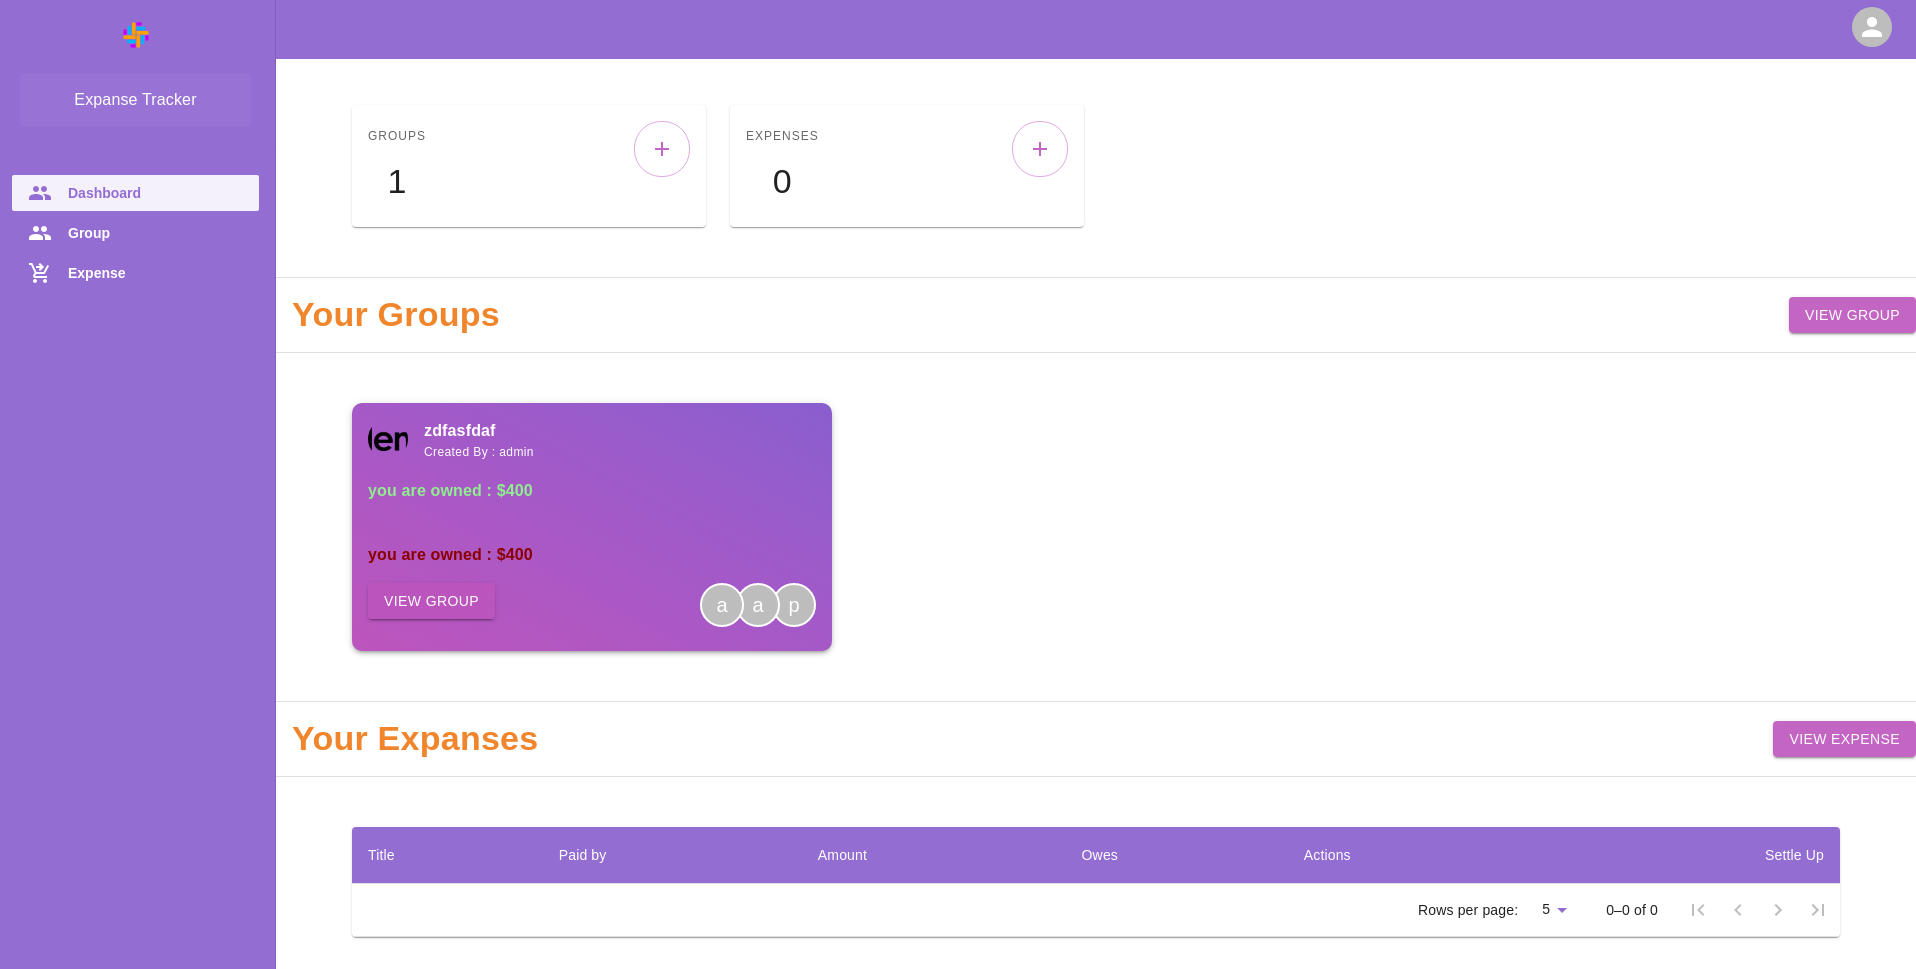 Expanse Tracker
Dashboard
Group
Expense
GROUPS
1
EXPENSES
0
Your Groups
VIEW GROUP
zdfasfdaf
Created By : admin
you are owned : $400
you are owned : $400
VIEW GROUP
a a p
Your Expanses
VIEW EXPENSE
Title Paid by Amount Owes Actions Settle Up
Rows per page: 5 0–0 of 0